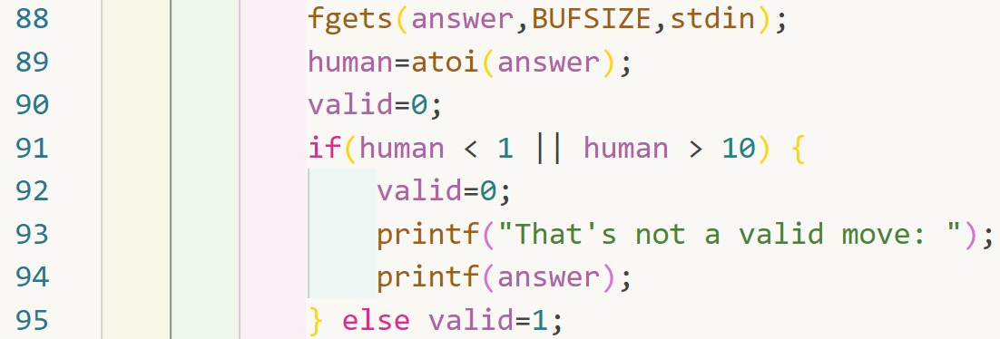 88 fgets(answer,BUFSIZE,stdin);
89 human=atoi(answer);
90 valid=0;
91 if(human < 1 || human > 10) {
92 valid=0;
93 printf("That's not a valid move: ");
94 printf(answer);
95 } else valid=1;